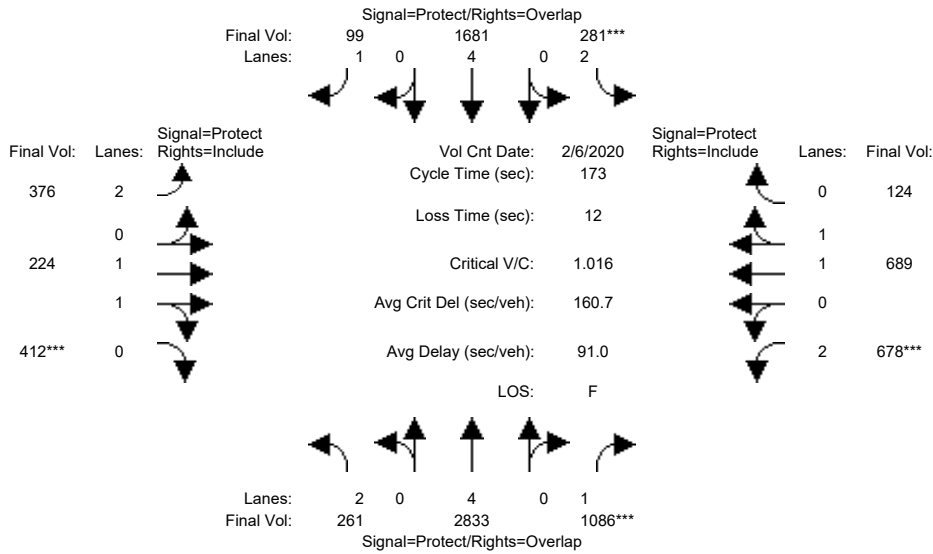 Signal=Protect/Rights=Overlap
Final Vol: 99 1681 281***
Lanes: 1 0 4 0 2
Signal=Protect
Final Vol: Lanes: Rights=Include
Vol Cnt Date: 2/6/2020
Signal=Protect
Rights=Include Lanes: Final Vol:
Cycle Time (sec): 173
376 2
0 124
Loss Time (sec): 12
0
1
224 1
Critical V/C: 1.016
1 689
1
Avg Crit Del (sec/veh): 160.7
0
412*** 0
Avg Delay (sec/veh): 91.0
2 678***
LOS: F
Lanes: 2 0 4 0 1
Final Vol: 261 2833 1086***
Signal=Protect/Rights=Overlap